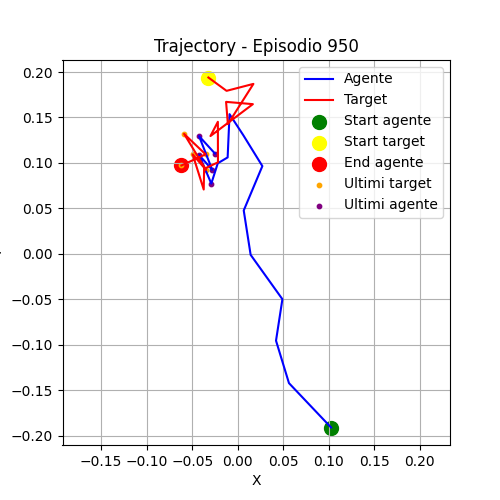 Trajectory - Episodio 950
Agente
Target
Start agente
Start target
End agente
Ultimi target
Ultimi agente
0.20
0.15
0.10
0.05
0.00
−0.05
−0.10
−0.15
−0.20
−0.15 −0.10 −0.05 0.00 0.05 0.10 0.15 0.20
X